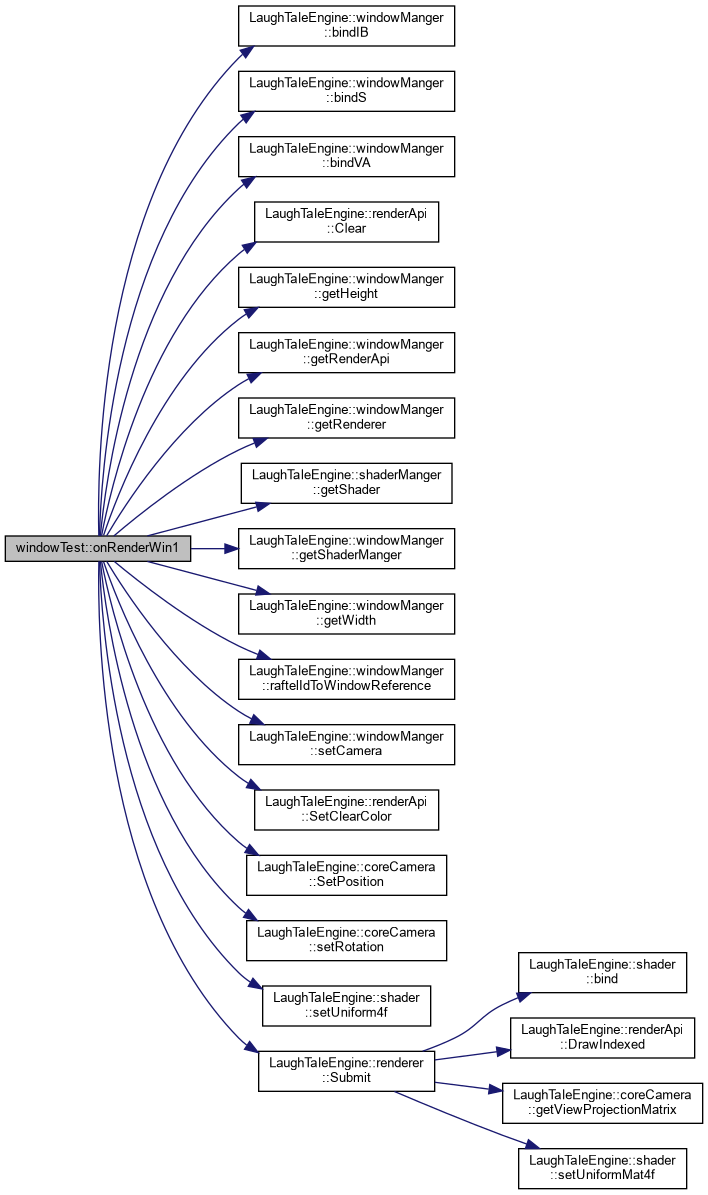 LaughTaleEngine::windowManger
::bindIB
LaughTaleEngine::windowManger
::bindS
LaughTaleEngine::windowManger
::bindVA
LaughTaleEngine::renderApi
::Clear
LaughTaleEngine::windowManger
::getHeight
LaughTaleEngine::windowManger
::getRenderApi
LaughTaleEngine::windowManger
::getRenderer
LaughTaleEngine::shaderManger
::getShader
windowTest::onRenderWin1
LaughTaleEngine::windowManger
::getShaderManger
LaughTaleEngine::windowManger
::getWidth
LaughTaleEngine::windowManger
::raftelIdToWindowReference
LaughTaleEngine::windowManger
::setCamera
LaughTaleEngine::renderApi
::SetClearColor
LaughTaleEngine::coreCamera
::SetPosition
LaughTaleEngine::coreCamera
::setRotation
LaughTaleEngine::shader
::setUniform4f
LaughTaleEngine::renderer
::Submit
LaughTaleEngine::shader
::bind
LaughTaleEngine::renderApi
::DrawIndexed
LaughTaleEngine::coreCamera
::getViewProjectionMatrix
LaughTaleEngine::shader
::setUniformMat4f